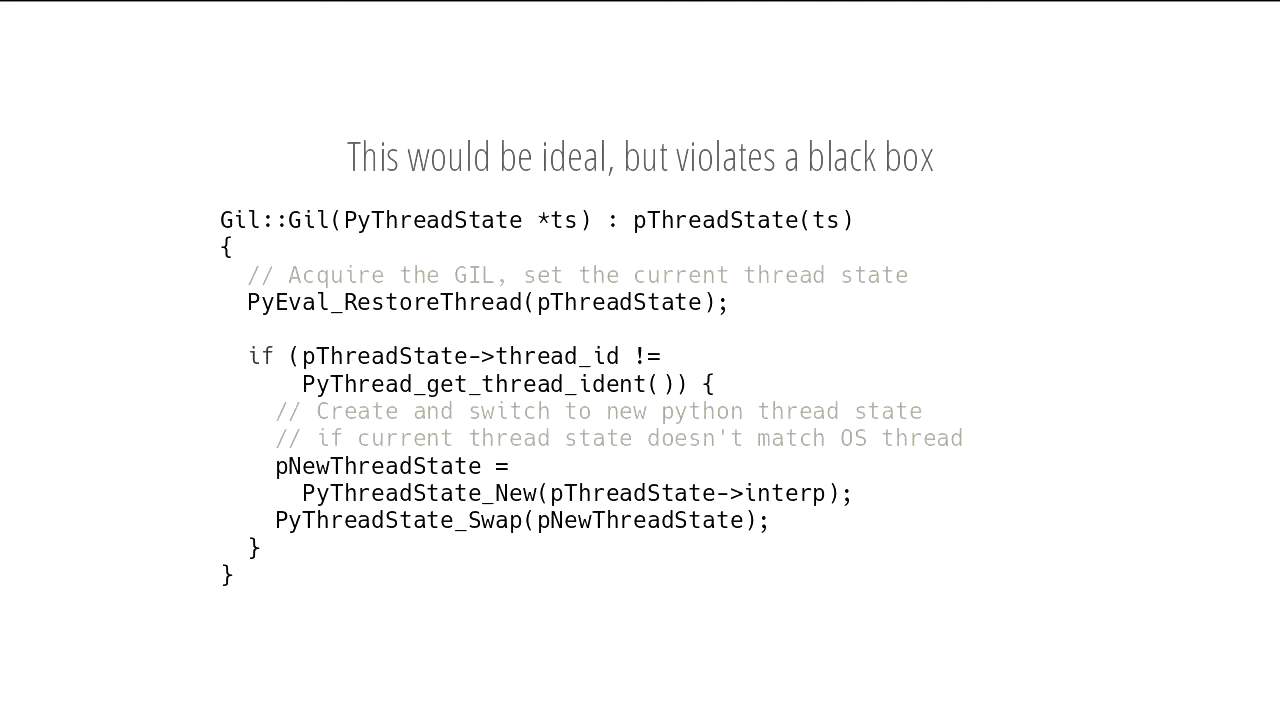 This would be ideal, but violates a black box
Gil::Gil(PyThreadState *ts) : pThreadState(ts)
{
  // Acquire the GIL, set the current thread state
  PyEval_RestoreThread(pThreadState);

  if (pThreadState->thread_id !=
      PyThread_get_thread_ident()) {
    // Create and switch to new python thread state
    // if current thread state doesn't match OS thread
    pNewThreadState =
      PyThreadState_New(pThreadState->interp);
    PyThreadState_Swap(pNewThreadState);
  }
}